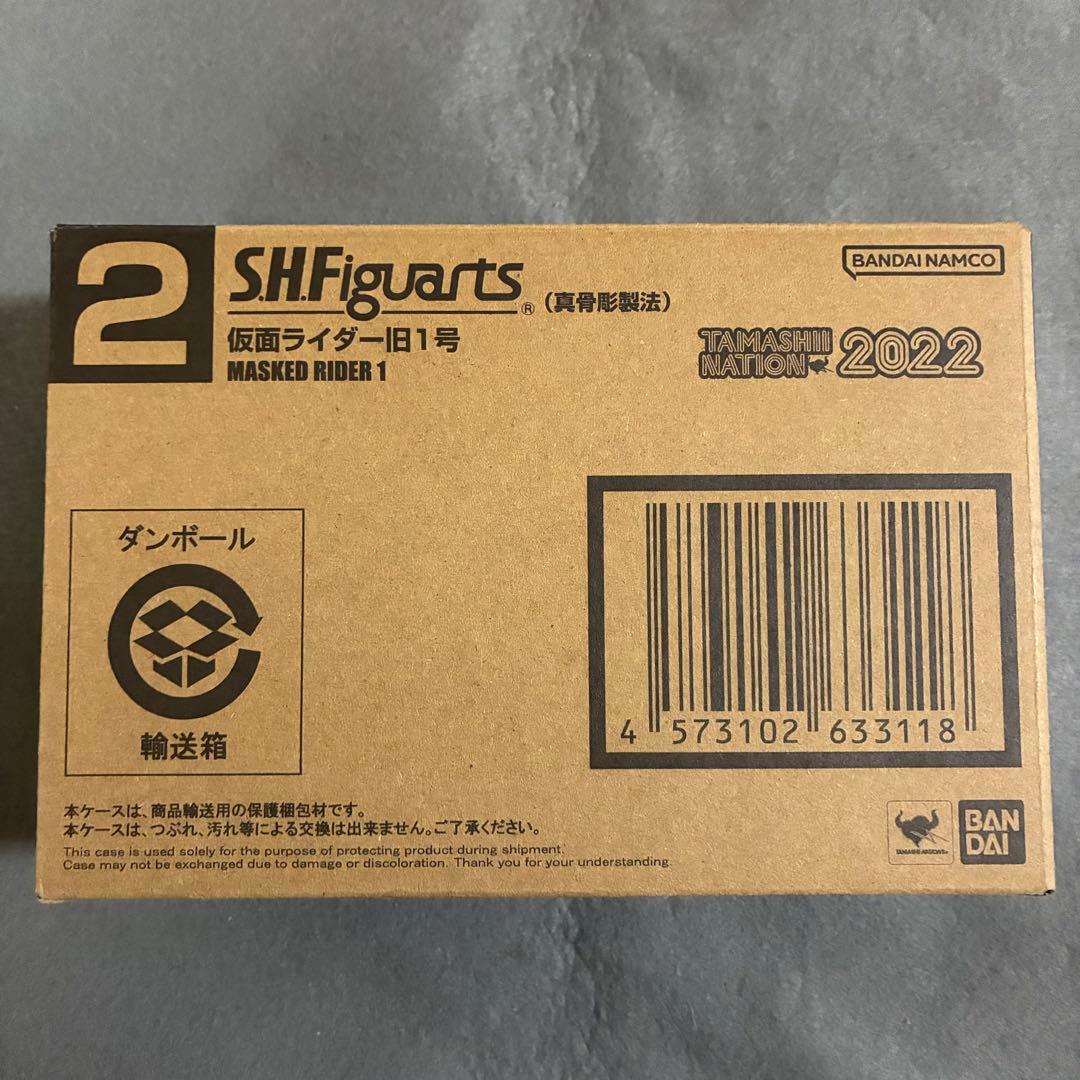 2
S.H.Figuarts® (真骨彫製法)
仮面ライダー旧1号
MASKED RIDER 1
BANDAI NAMCO
TAMASHII
NATION 2022
ダンボール
輸送箱
4 573102 633118
本ケースは、商品輸送用の保護梱包材です。
本ケースは、つぶれ、汚れ等による交換は出来ません。ご了承ください。
This case is used solely for the purpose of protecting product during shipment.
Case may not be exchanged due to damage or discoloration. Thank you for your understanding.
BAN
DAI